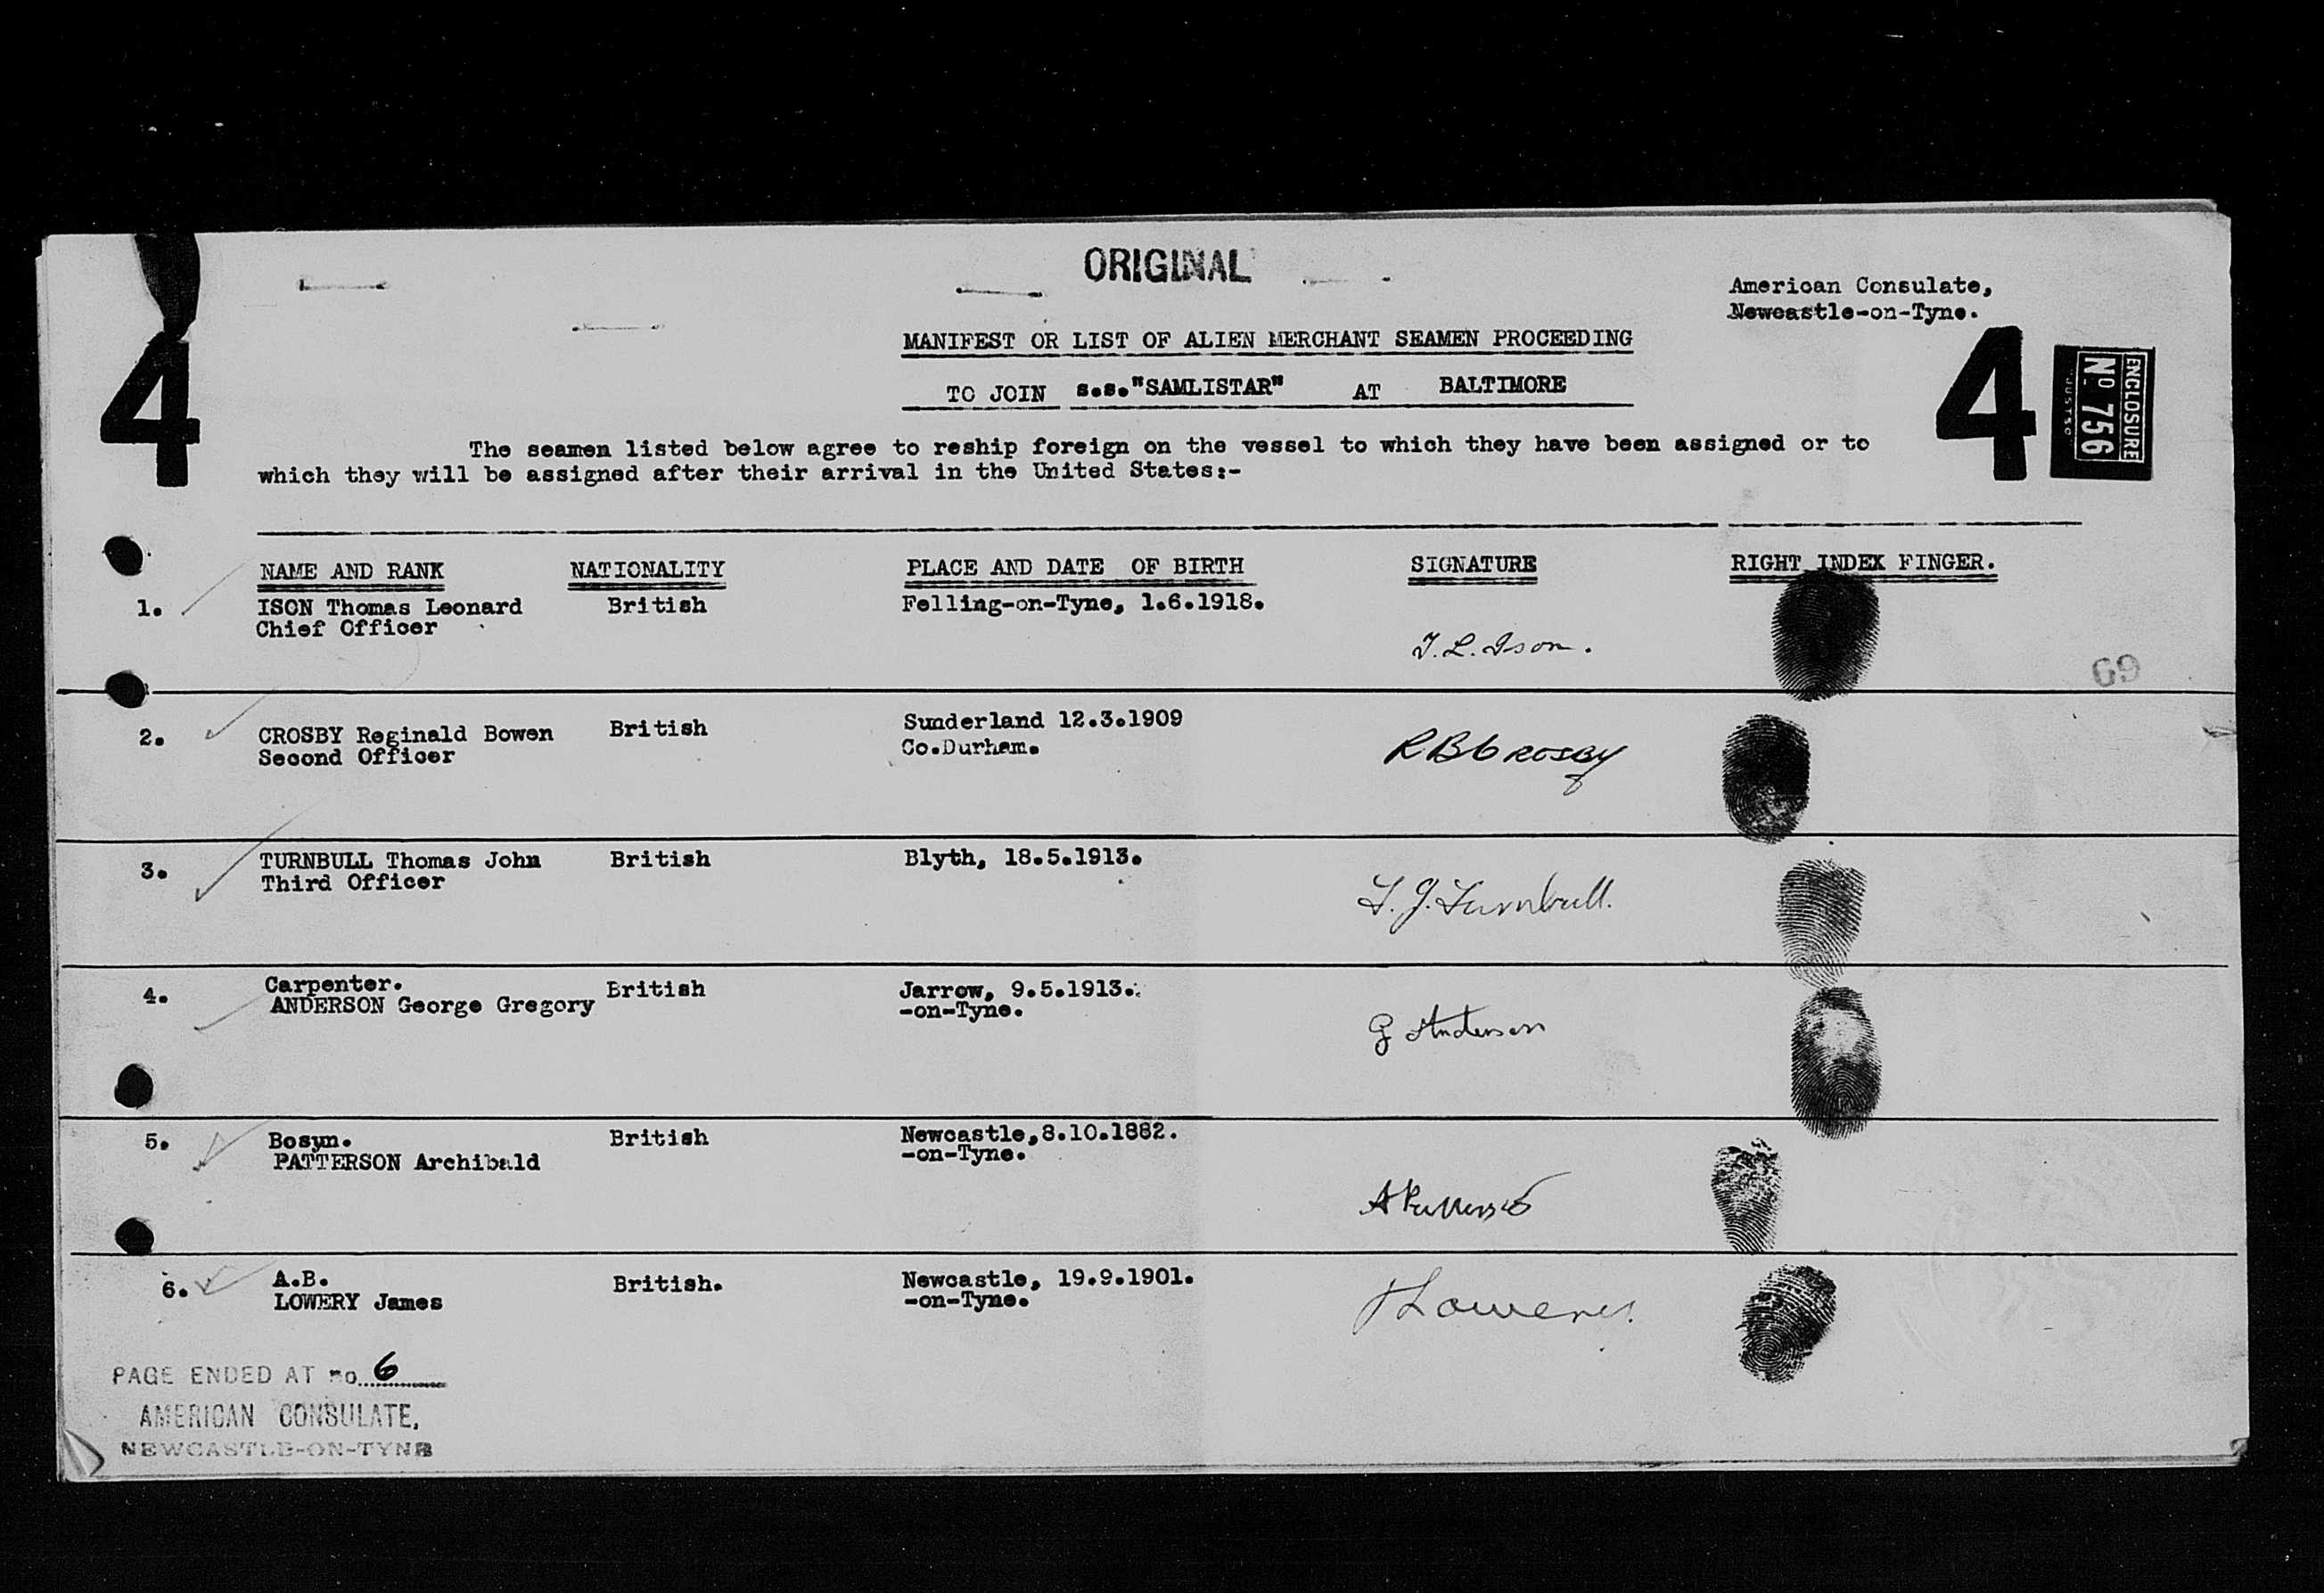 ORIGINAL
American Consulate,
Newcastle-on-Tyne.
MANIFEST OR LIST OF ALIEN MERCHANT SEAMEN PROCEEDING
TO JOIN s.s."SAMLISTAR" AT BALTIMORE
4
4
ENCLOSURE
No. 756
The seamen listed below agree to reship foreign on the vessel to which they have been assigned or to
which they will be assigned after their arrival in the United States:-
NAME AND RANK NATIONALITY PLACE AND DATE OF BIRTH SIGNATURE RIGHT INDEX FINGER.
1. ISON Thomas Leonard British Felling-on-Tyne, 1.6.1918.
Chief Officer
T.L.Ison.
69
2. CROSBY Reginald Bowen British Sunderland 12.3.1909
Second Officer Co.Durham.
RBCrosby
3. TURNBULL Thomas John British Blyth, 18.5.1913.
Third Officer
T.J.Turnbull.
4. Carpenter. British Jarrow, 9.5.1913.
ANDERSON George Gregory -on-Tyne.
G Anderson
5. Bosyn. British Newcastle,8.10.1882.
PATTERSON Archibald -on-Tyne.
A Patterson
6. A.B. British. Newcastle, 19.9.1901.
LOWERY James -on-Tyne.
J Lowery.
PAGE ENDED AT no. 6
AMERICAN CONSULATE,
NEWCASTLE-ON-TYNE